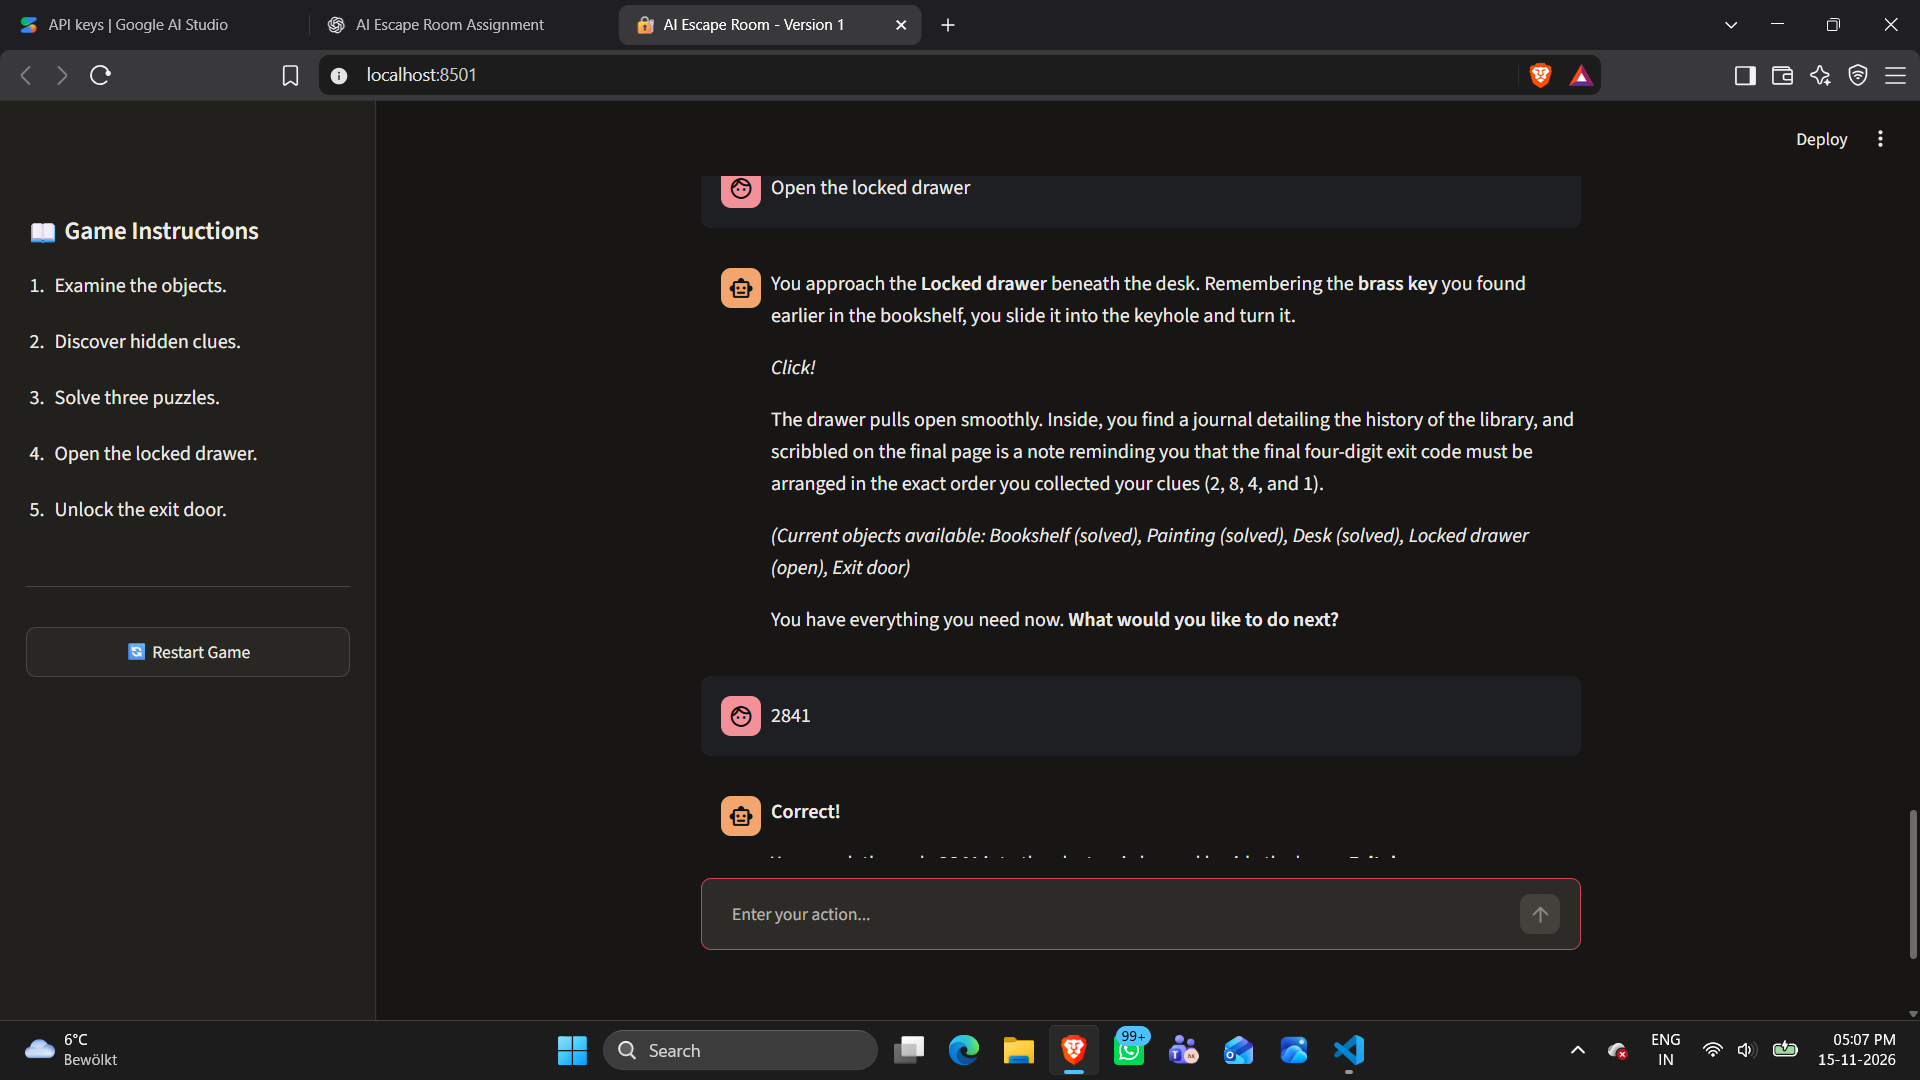 API keys | Google AI Studio
AI Escape Room Assignment
AI Escape Room - Version 1
localhost:8501
Deploy
Game Instructions
1. Examine the objects.
2. Discover hidden clues.
3. Solve three puzzles.
4. Open the locked drawer.
5. Unlock the exit door.
Restart Game
Open the locked drawer
You approach the Locked drawer beneath the desk. Remembering the brass key you found
earlier in the bookshelf, you slide it into the keyhole and turn it.
Click!
The drawer pulls open smoothly. Inside, you find a journal detailing the history of the library, and
scribbled on the final page is a note reminding you that the final four-digit exit code must be
arranged in the exact order you collected your clues (2, 8, 4, and 1).
(Current objects available: Bookshelf (solved), Painting (solved), Desk (solved), Locked drawer
(open), Exit door)
You have everything you need now. What would you like to do next?
2841
Correct!
Enter your action...
6°C
Bewölkt
Search
99+
ENG
IN
05:07 PM
15-11-2026